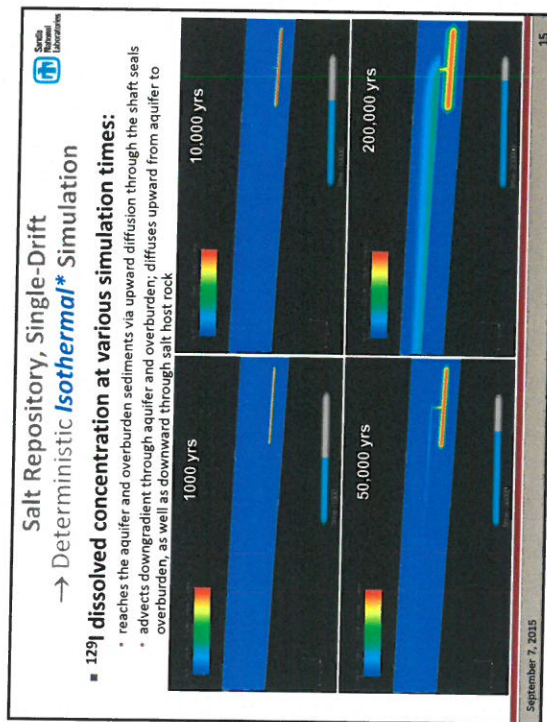 Salt Repository, Single-Drift
→ Deterministic Isothermal* Simulation
Sandia
National
Laboratories
■ 129I dissolved concentration at various simulation times:
• reaches the aquifer and overburden sediments via upward diffusion through the shaft seals
• advects downgradient through aquifer and overburden; diffuses upward from aquifer to
overburden, as well as downward through salt host rock
1000 yrs
10,000 yrs
50,000 yrs
200,000 yrs
September 7, 2015
15